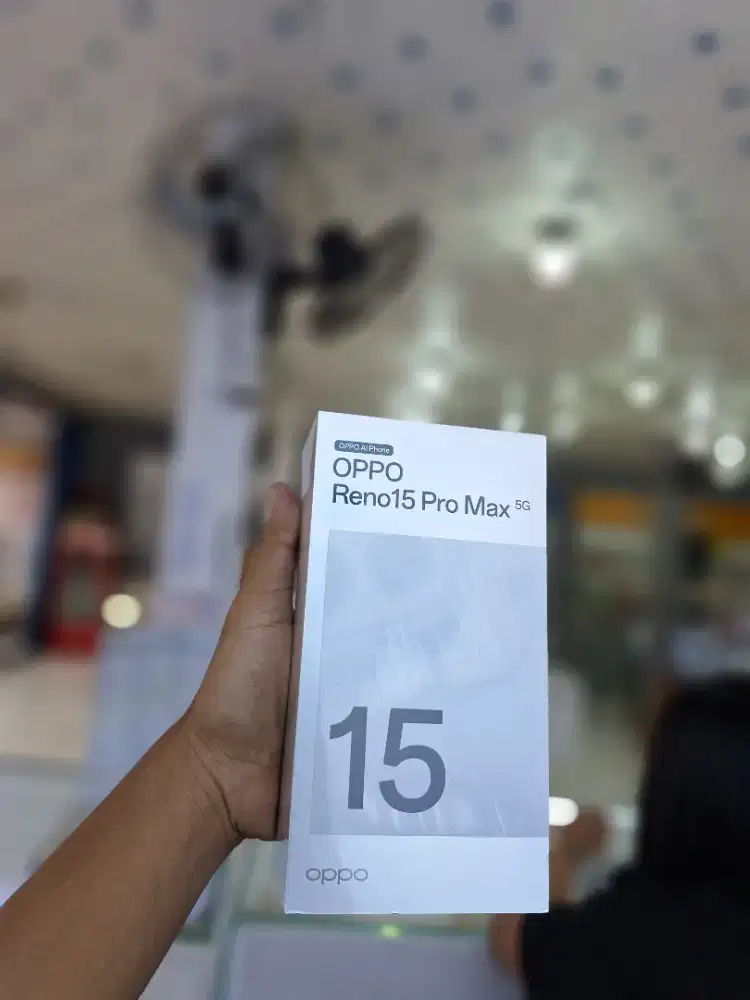 OPPO AI Phone
OPPO
Reno15 Pro Max 5G
15
oppo